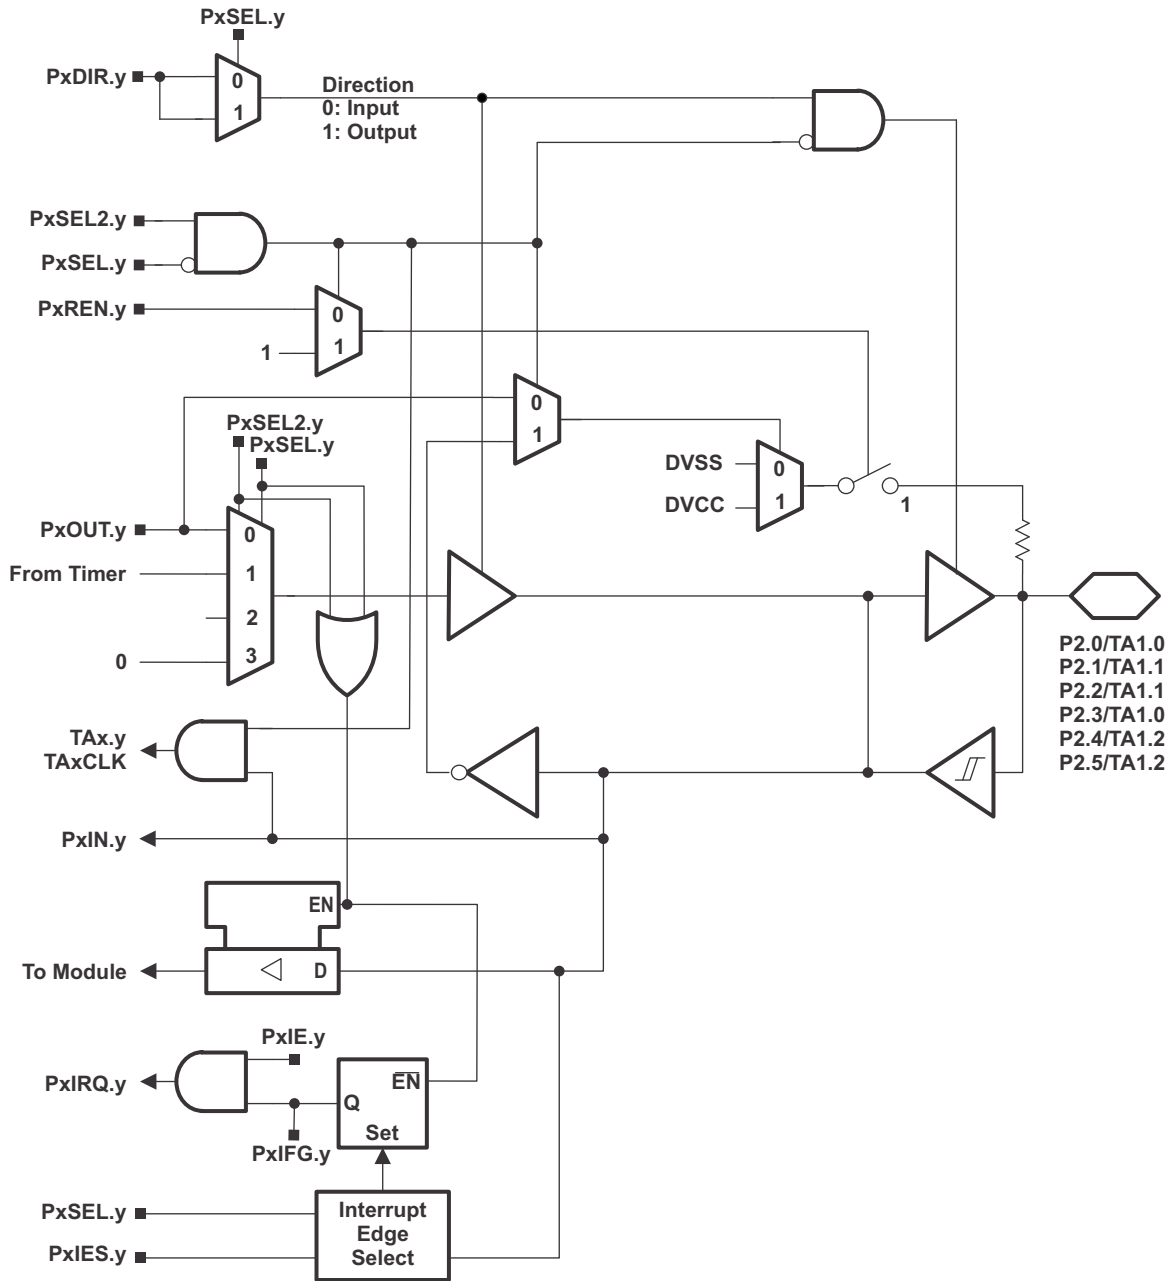 PxSEL.y
PxDIR.y
0
1
Direction
0: Input
1: Output
PxSEL2.y
PxSEL.y
PxREN.y
0
1
1
0
1
PxSEL2.y
PxSEL.y
DVSS
DVCC
0
1
1
PxOUT.y
From Timer
0
0
1
2
3
P2.0/TA1.0
P2.1/TA1.1
P2.2/TA1.1
P2.3/TA1.0
P2.4/TA1.2
P2.5/TA1.2
TAx.y
TAxCLK
PxIN.y
EN
To Module
D
PxIE.y
PxIRQ.y
EN
Q
Set
PxIFG.y
PxSEL.y
PxIES.y
Interrupt
Edge
Select